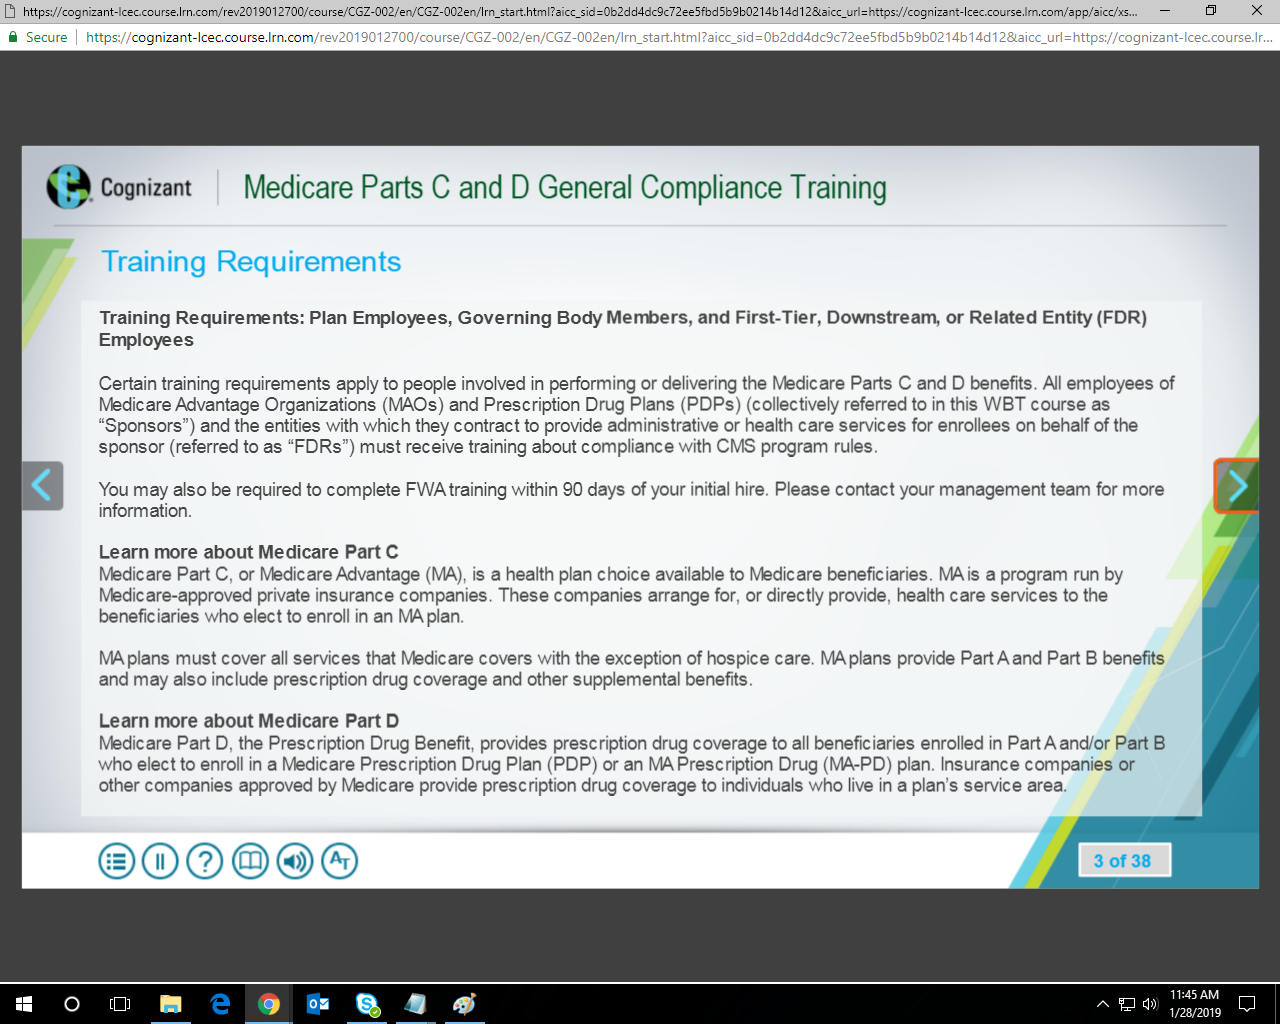 https://cognizant-lcec.course.lrn.com/rev2019012700/course/CGZ-002/en/CGZ-002en/lrn_start.html?aicc_sid=0b2dd4dc9c72ee5fbd5b9b0214b14d12&aicc_url=https://cognizant-lcec.course.lrn.com/app/aicc/xs...
Secure https://cognizant-lcec.course.lrn.com/rev2019012700/course/CGZ-002/en/CGZ-002en/lrn_start.html?aicc_sid=0b2dd4dc9c72ee5fbd5b9b0214b14d12&aicc_url=https://cognizant-lcec.course.lr...
Cognizant Medicare Parts C and D General Compliance Training
Training Requirements
Training Requirements: Plan Employees, Governing Body Members, and First-Tier, Downstream, or Related Entity (FDR)
Employees
Certain training requirements apply to people involved in performing or delivering the Medicare Parts C and D benefits. All employees of
Medicare Advantage Organizations (MAOs) and Prescription Drug Plans (PDPs) (collectively referred to in this WBT course as
“Sponsors”) and the entities with which they contract to provide administrative or health care services for enrollees on behalf of the
sponsor (referred to as “FDRs”) must receive training about compliance with CMS program rules.
You may also be required to complete FWA training within 90 days of your initial hire. Please contact your management team for more
information.
Learn more about Medicare Part C
Medicare Part C, or Medicare Advantage (MA), is a health plan choice available to Medicare beneficiaries. MA is a program run by
Medicare-approved private insurance companies. These companies arrange for, or directly provide, health care services to the
beneficiaries who elect to enroll in an MA plan.
MA plans must cover all services that Medicare covers with the exception of hospice care. MA plans provide Part A and Part B benefits
and may also include prescription drug coverage and other supplemental benefits.
Learn more about Medicare Part D
Medicare Part D, the Prescription Drug Benefit, provides prescription drug coverage to all beneficiaries enrolled in Part A and/or Part B
who elect to enroll in a Medicare Prescription Drug Plan (PDP) or an MA Prescription Drug (MA-PD) plan. Insurance companies or
other companies approved by Medicare provide prescription drug coverage to individuals who live in a plan’s service area.
3 of 38
11:45 AM
1/28/2019